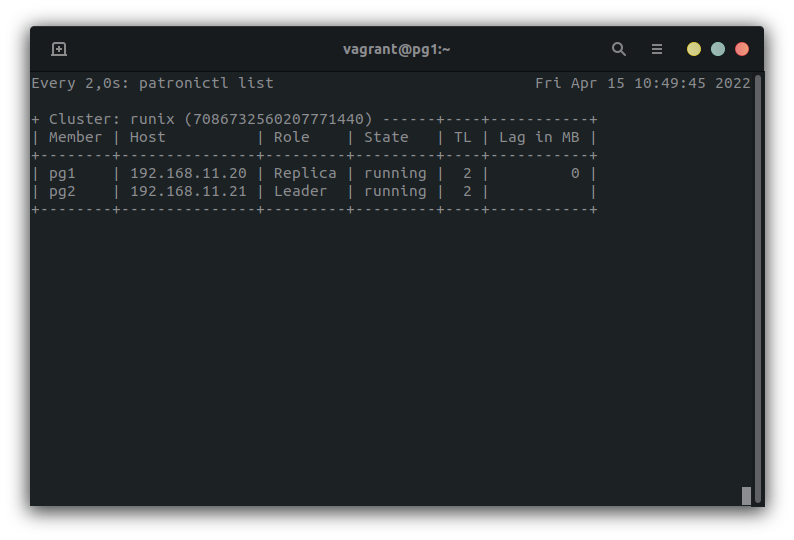 vagrant@pg1:~
Every 2,0s: patronictl list                             Fri Apr 15 10:49:45 2022
+ Cluster: runix (7086732560207771440) ------+----+-----------+
| Member | Host          | Role    | State   | TL | Lag in MB |
+--------+---------------+---------+---------+----+-----------+
| pg1    | 192.168.11.20 | Replica | running |  2 |         0 |
| pg2    | 192.168.11.21 | Leader  | running |  2 |           |
+--------+---------------+---------+---------+----+-----------+